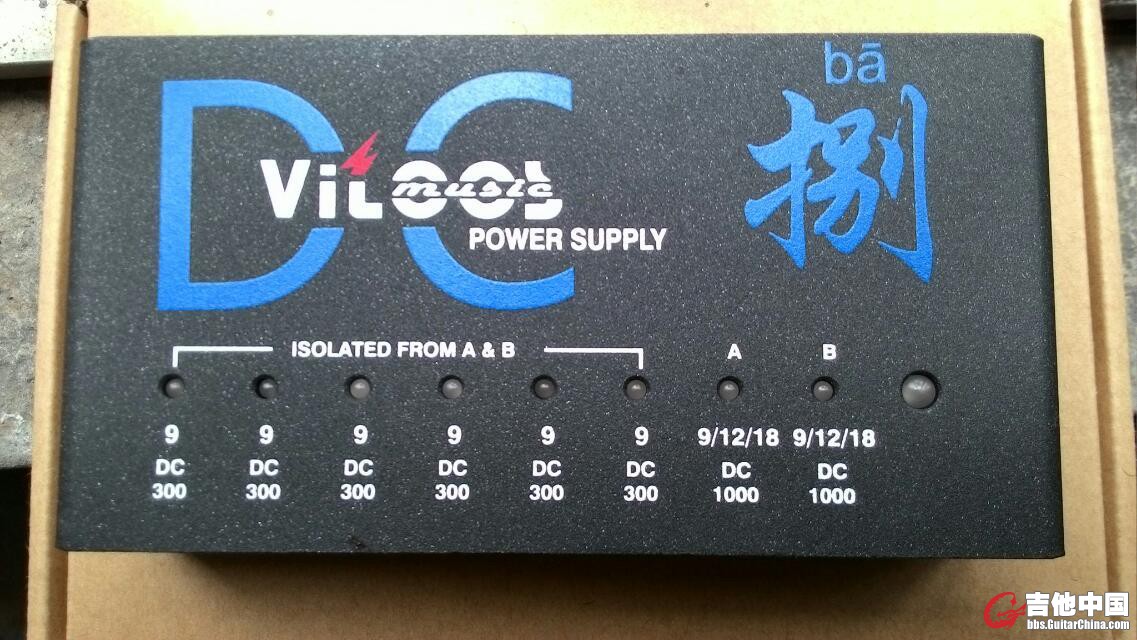 bā
捌
DC
ViTOOS
music
POWER SUPPLY
ISOLATED FROM A & B
A B
9 9 9 9 9 9 9/12/18 9/12/18
DC DC DC DC DC DC DC DC
300 300 300 300 300 300 1000 1000
吉他中国
bbs.GuitarChina.com